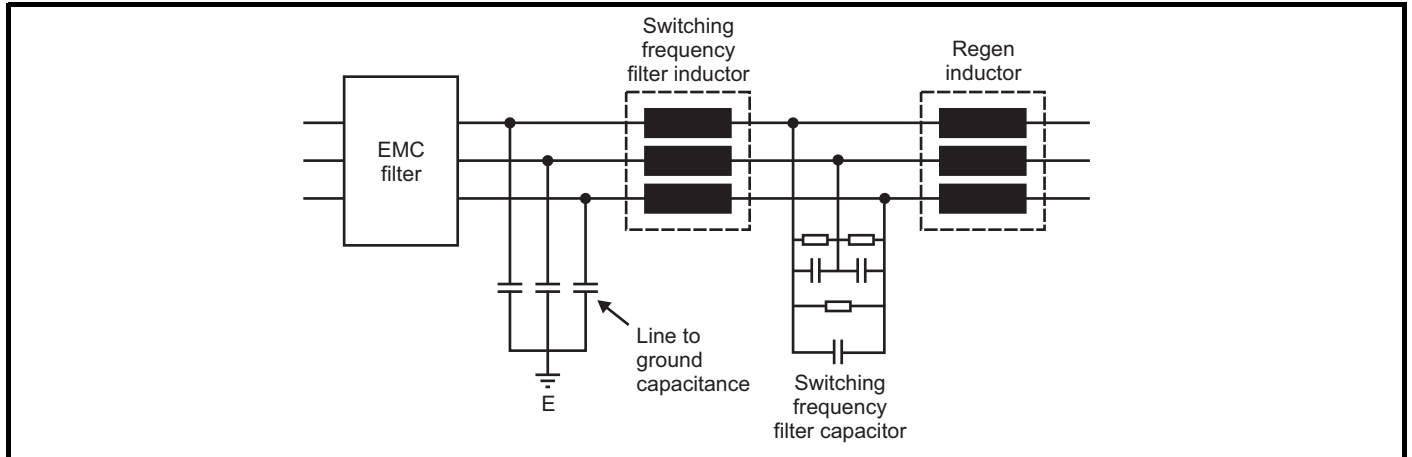 Switching
frequency
filter inductor
Regen
inductor
EMC
filter
Line to
ground
capacitance
E
Switching
frequency
filter capacitor